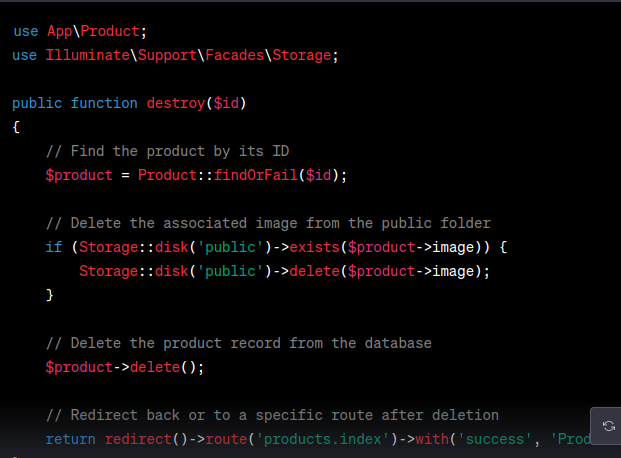 use App\Product;
use Illuminate\Support\Facades\Storage;
public function destroy($id)
{
// Find the product by its ID
$product = Product::findOrFail($id);
// Delete the associated image from the public folder
if (Storage::disk('public')->exists($product->image)) {
Storage::disk('public')->delete($product->image);
}
// Delete the product record from the database
$product->delete();
// Redirect back or to a specific route after deletion
return redirect()->route('products.index')->with('success', 'Prod